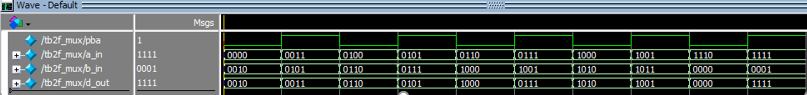 Wave - Default
Msgs
/tb2f_mux/pba 1
/tb2f_mux/a_in 1111 0000 0011 0100 0101 0110 0111 1000 1001 1110 1111
/tb2f_mux/b_in 0001 0010 0101 0110 0111 1000 1001 1010 1011 0000 0001
/tb2f_mux/d_out 1111 0010 0011 0110 0101 1000 0111 1010 1001 0000 1111